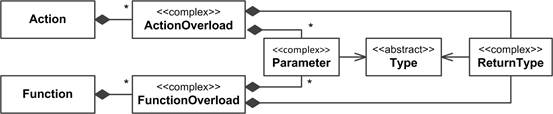 Action
*
<<complex>>
ActionOverload
*
<<complex>>
Parameter
<<abstract>>
Type
<<complex>>
ReturnType
*
Function
*
<<complex>>
FunctionOverload